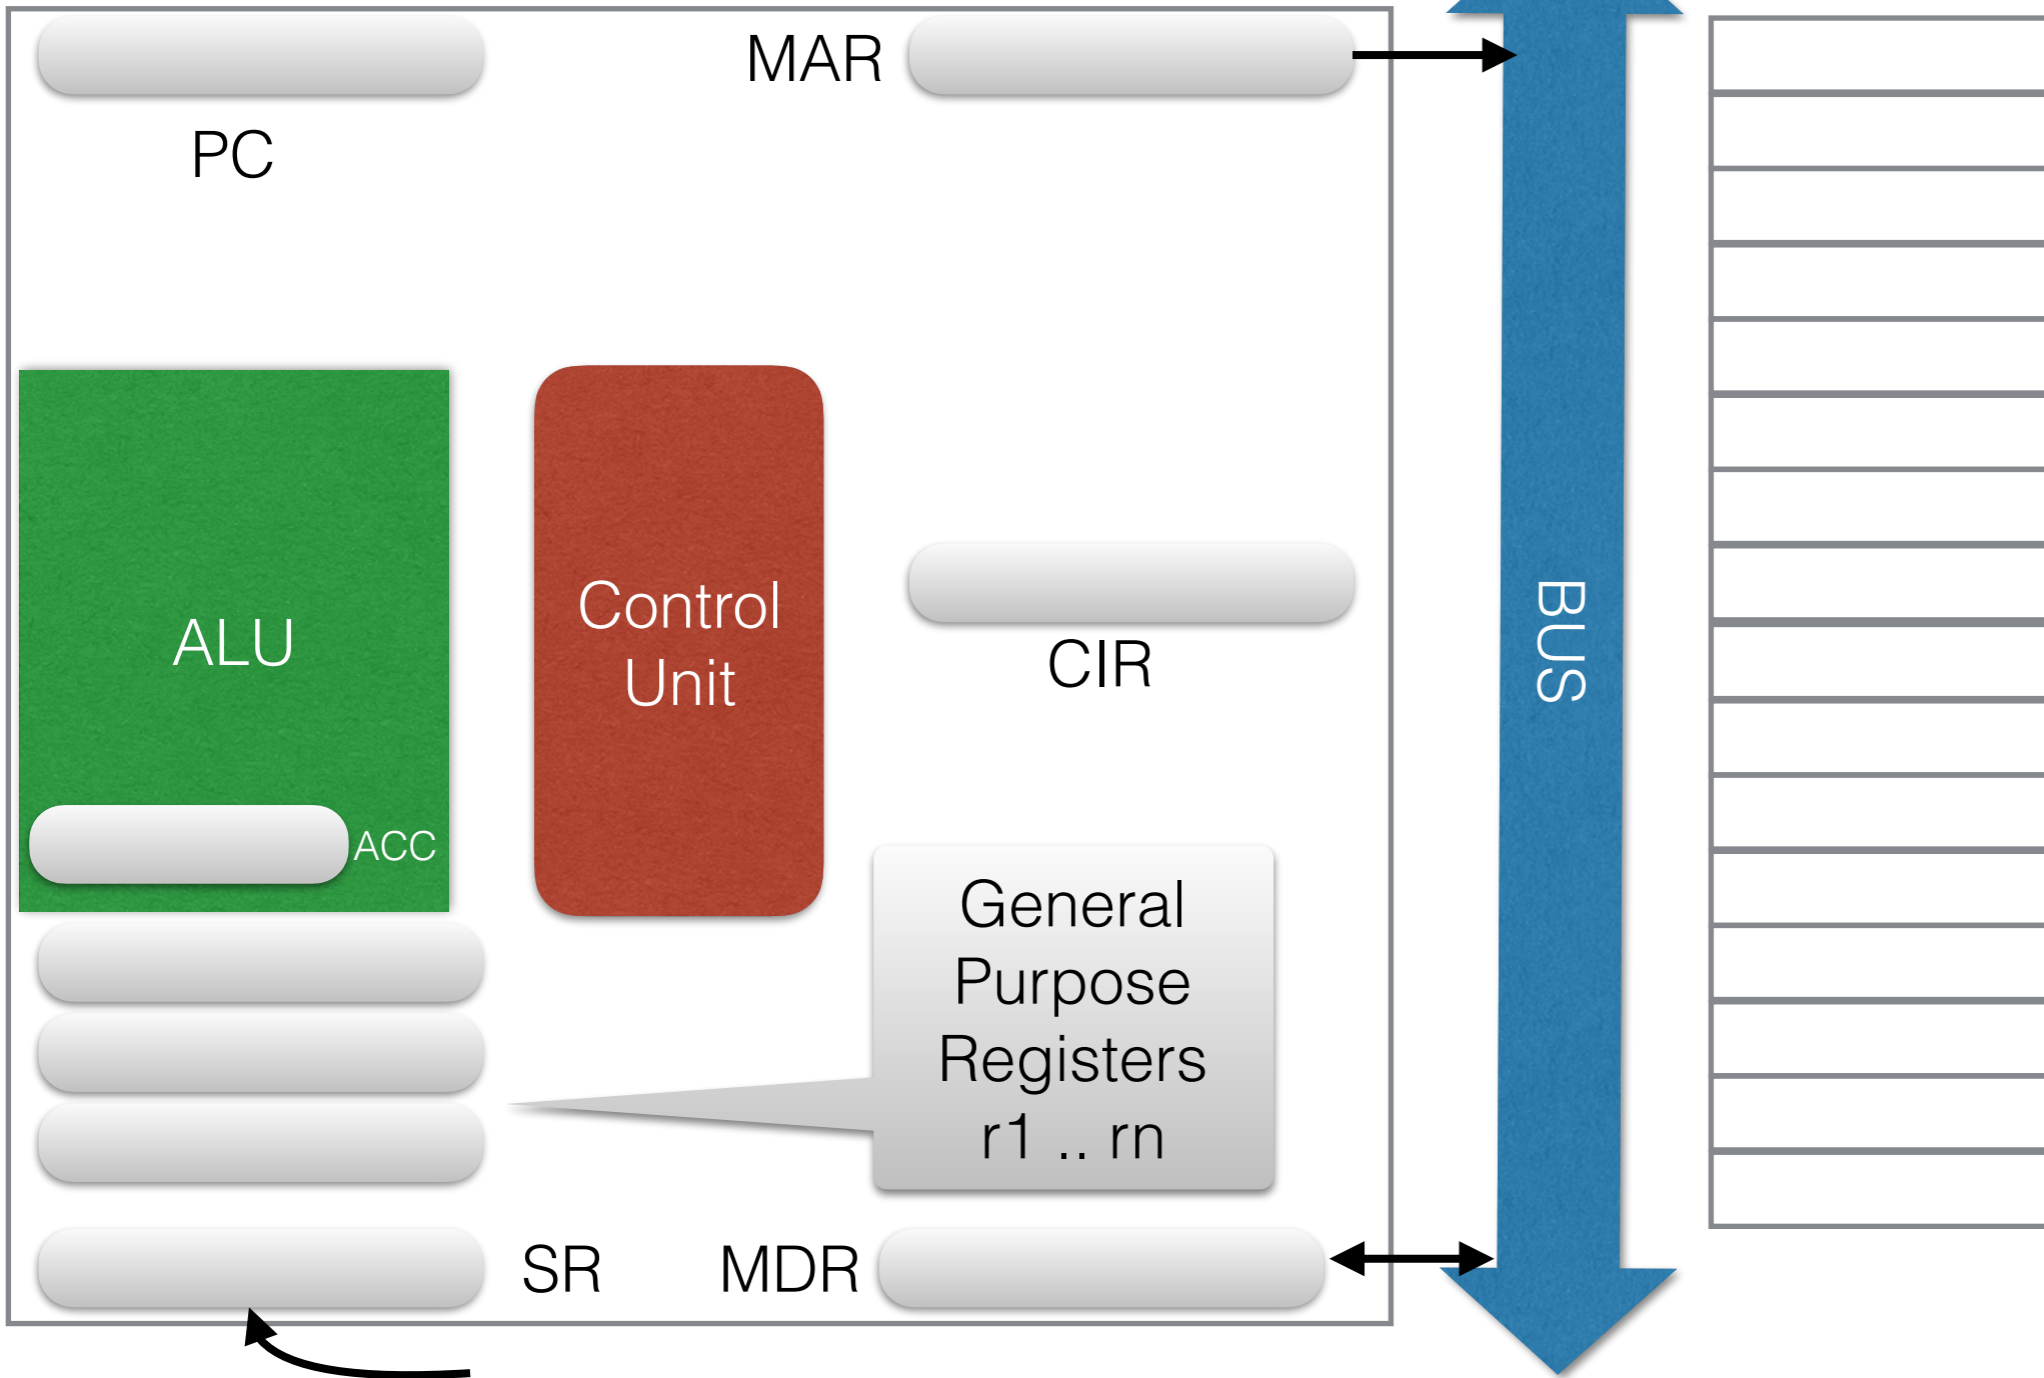 MAR
PC
ALU
Control
Unit
CIR
BUS
ACC
General
Purpose
Registers
r1 .. rn
SR
MDR